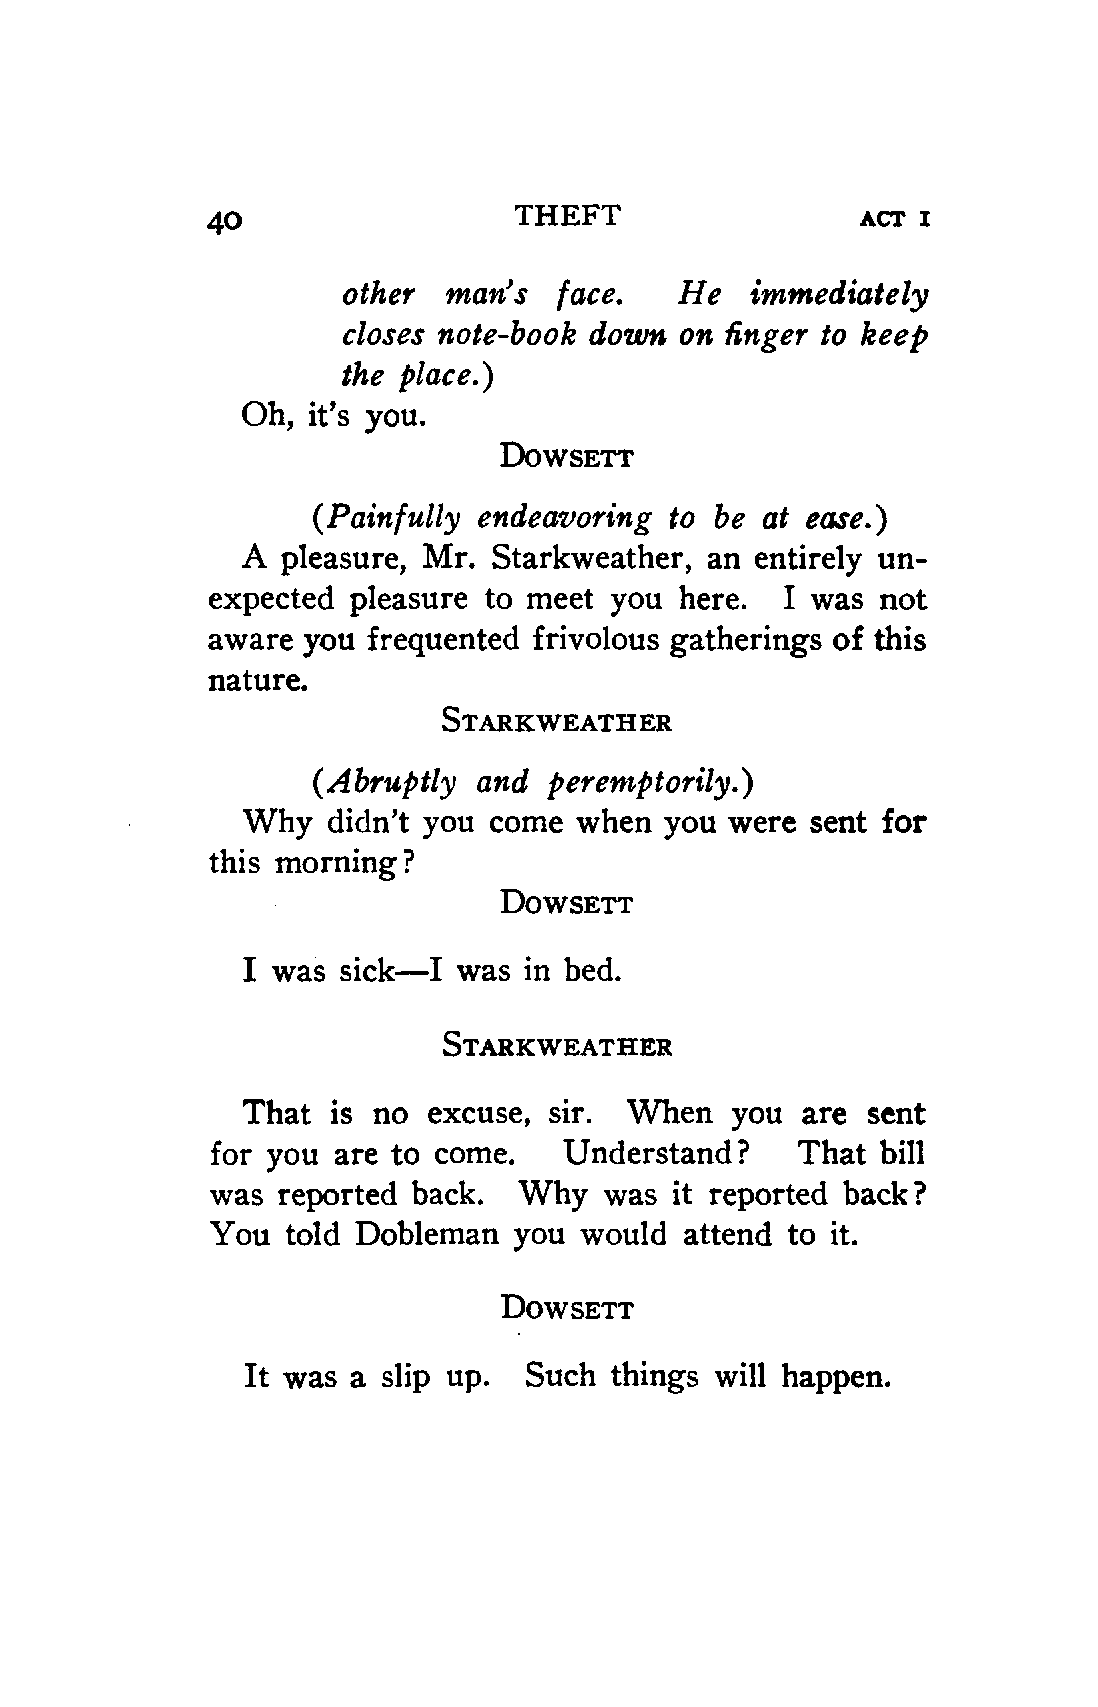 40 THEFT ACT I
other man's face. He immediately
closes note-book down on finger to keep
the place.)
Oh, it's you.
DOWSETT
(Painfully endeavoring to be at ease.)
A pleasure, Mr. Starkweather, an entirely un-
expected pleasure to meet you here. I was not
aware you frequented frivolous gatherings of this
nature.
STARKWEATHER
(Abruptly and peremptorily.)
Why didn't you come when you were sent for
this morning?
DOWSETT
I was sick—I was in bed.
STARKWEATHER
That is no excuse, sir. When you are sent
for you are to come. Understand? That bill
was reported back. Why was it reported back?
You told Dobleman you would attend to it.
DOWSETT
It was a slip up. Such things will happen.